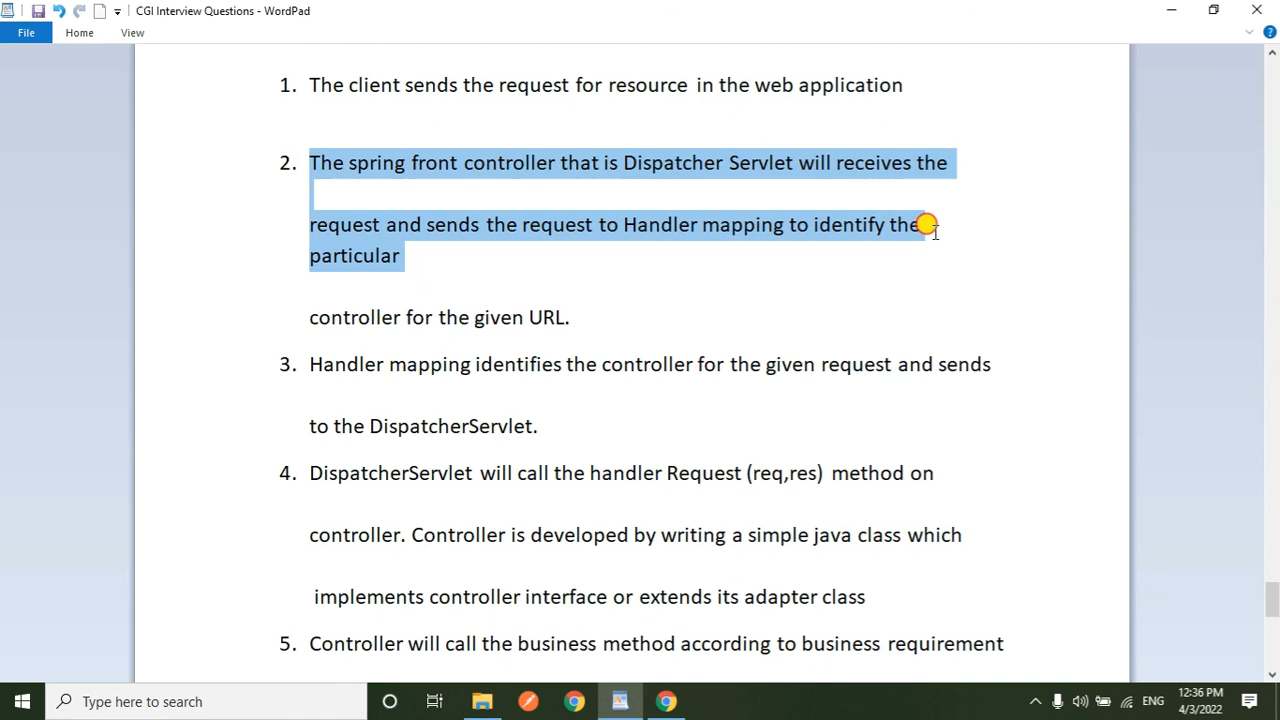 CGI Interview Questions - WordPad
File Home View
1. The client sends the request for resource in the web application
2. The spring front controller that is Dispatcher Servlet will receives the
request and sends the request to Handler mapping to identify the
particular
controller for the given URL.
3. Handler mapping identifies the controller for the given request and sends
to the DispatcherServlet.
4. DispatcherServlet will call the handler Request (req,res) method on
controller. Controller is developed by writing a simple java class which
implements controller interface or extends its adapter class
5. Controller will call the business method according to business requirement
Type here to search
ENG
12:36 PM
4/3/2022